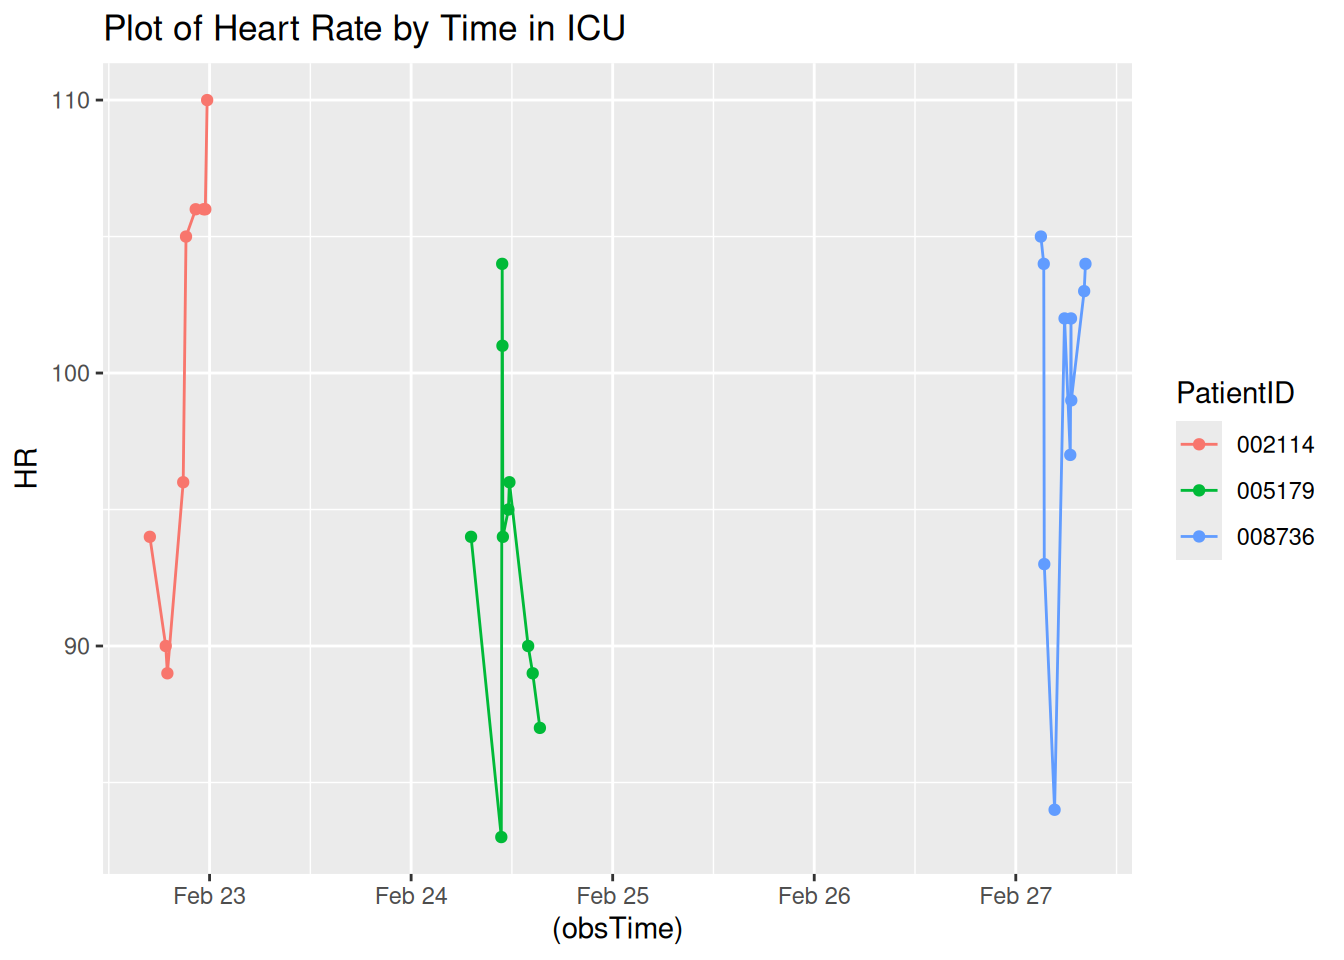 Plot of Heart Rate by Time in ICU
110
100
90
HR
Feb 23
Feb 24
Feb 25
Feb 26
Feb 27
(obsTime)
PatientID
002114
005179
008736